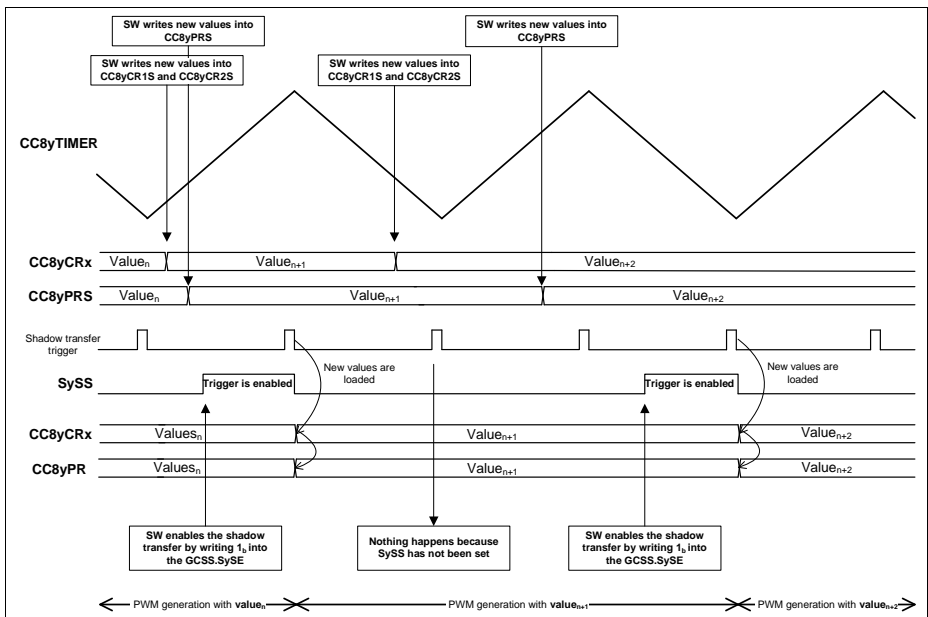 SW writes new values into
CC8yPRS
SW writes new values into
CC8yPRS
SW writes new values into
CC8yCR1S and CC8yCR2S
SW writes new values into
CC8yCR1S and CC8yCR2S
CC8yTIMER
CC8yCRx
Valueₙ
Valueₙ₊₁
Valueₙ₊₂
CC8yPRS
Valueₙ
Valueₙ₊₁
Valueₙ₊₂
Shadow transfer
trigger
New values are
loaded
New values are
loaded
SySS
Trigger is enabled
Trigger is enabled
CC8yCRx
Valuesₙ
Valueₙ₊₁
Valueₙ₊₂
CC8yPR
Valuesₙ
Valueₙ₊₁
Valueₙ₊₂
SW enables the shadow
transfer by writing 1b into
the GCSS.SySE
Nothing happens because
SySS has not been set
SW enables the shadow
transfer by writing 1b into
the GCSS.SySE
PWM generation with valueₙ
PWM generation with valueₙ₊₁
PWM generation with valueₙ₊₂